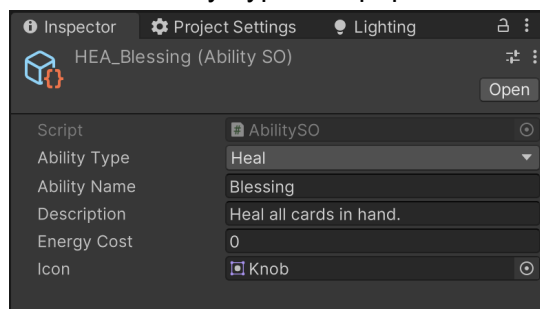 Inspector Project Settings Lighting
HEA_Blessing (Ability SO)
Open
Script # AbilitySO
Ability Type Heal
Ability Name Blessing
Description Heal all cards in hand.
Energy Cost 0
Icon Knob